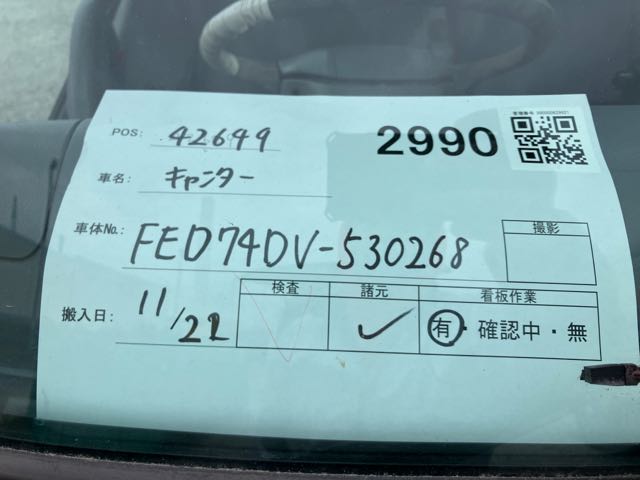 POS: 42649
2990
車名: キャンター
車体No.: FED74DV-530268
撮影
搬入日: 11/22
検査 諸元 看板作業
有・確認中・無